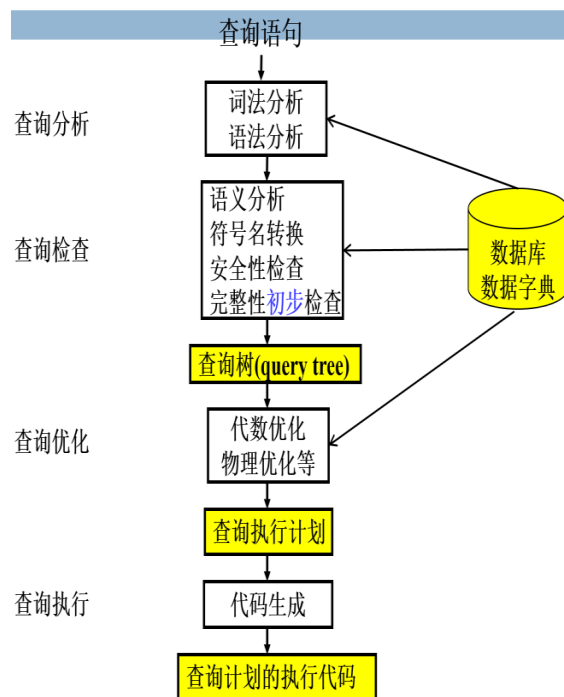 查询语句
查询分析
词法分析
语法分析
查询检查
语义分析
符号名转换
安全性检查
完整性初步检查
数据库
数据字典
查询树(query tree)
查询优化
代数优化
物理优化等
查询执行计划
查询执行
代码生成
查询计划的执行代码